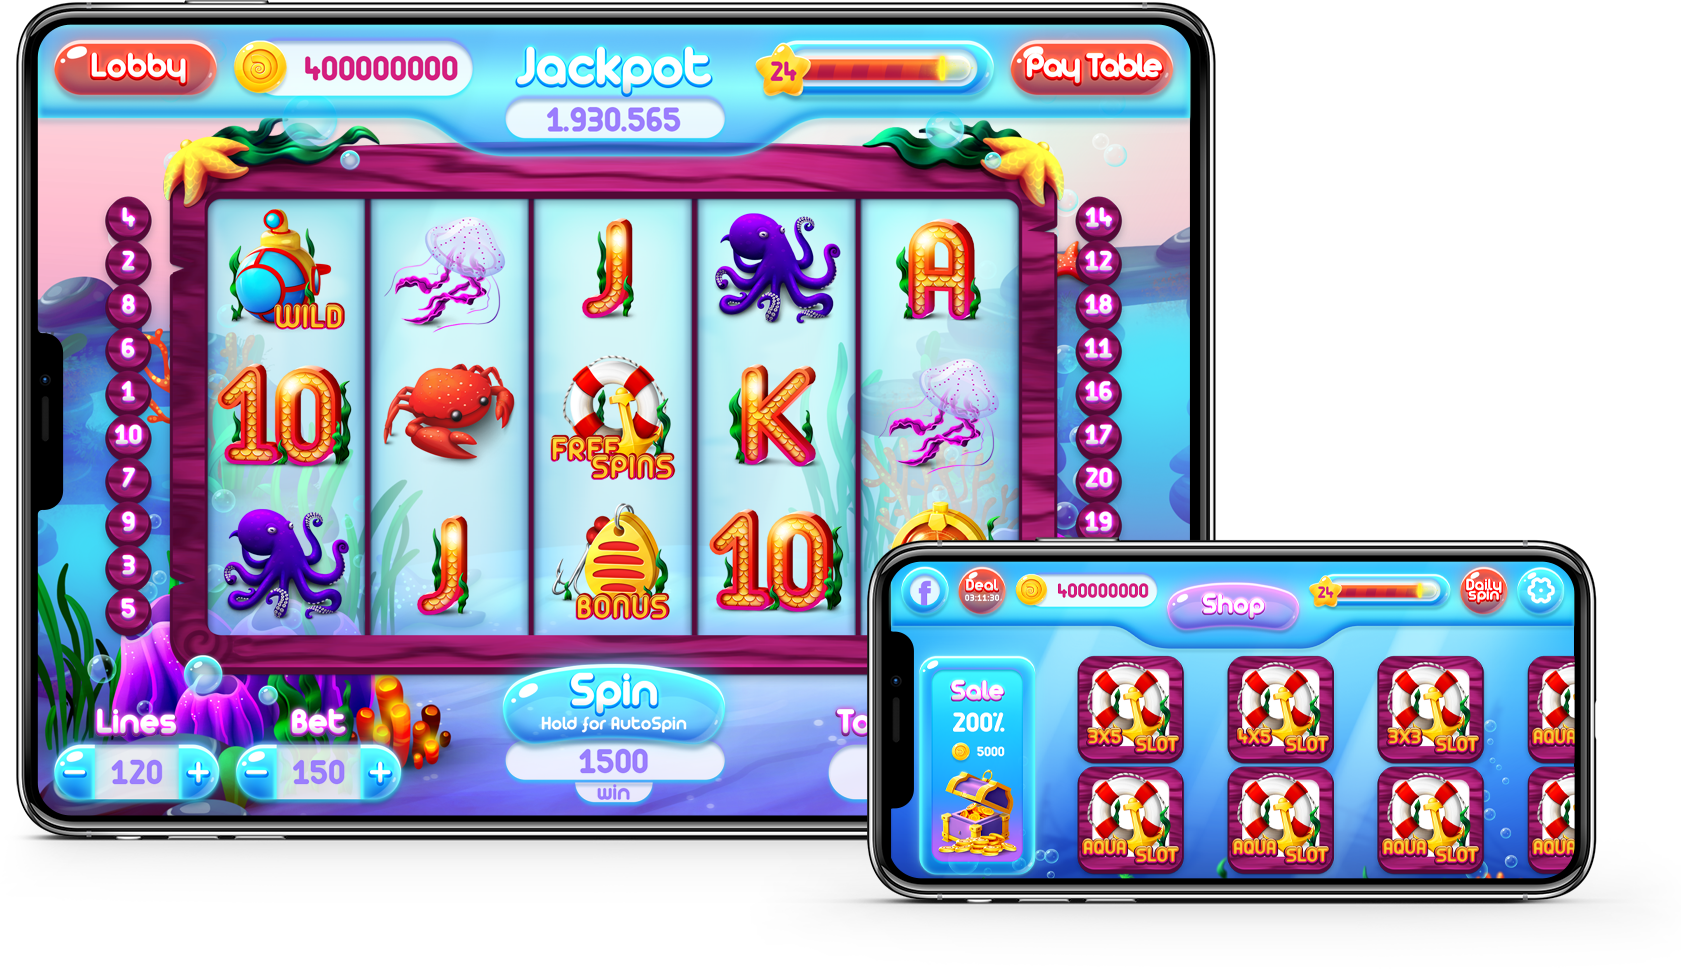 Lobby
400000000
Jackpot
1.930.565
24
Pay Table
4
2
8
6
1
10
7
9
3
5
WILD
J
A
10
FREE
SPINS
K
J
BONUS
10
14
12
18
11
16
17
20
19
Lines
120
Bet
150
Spin
Hold for AutoSpin
1500
win
f
Deal
03:11:30
400000000
Shop
24
Daily
spin
Sale
200%
5000
3X5 SLOT
4X5 SLOT
3X3 SLOT
AQUA
AQUA SLOT
AQUA SLOT
AQUA SLOT
AQUA